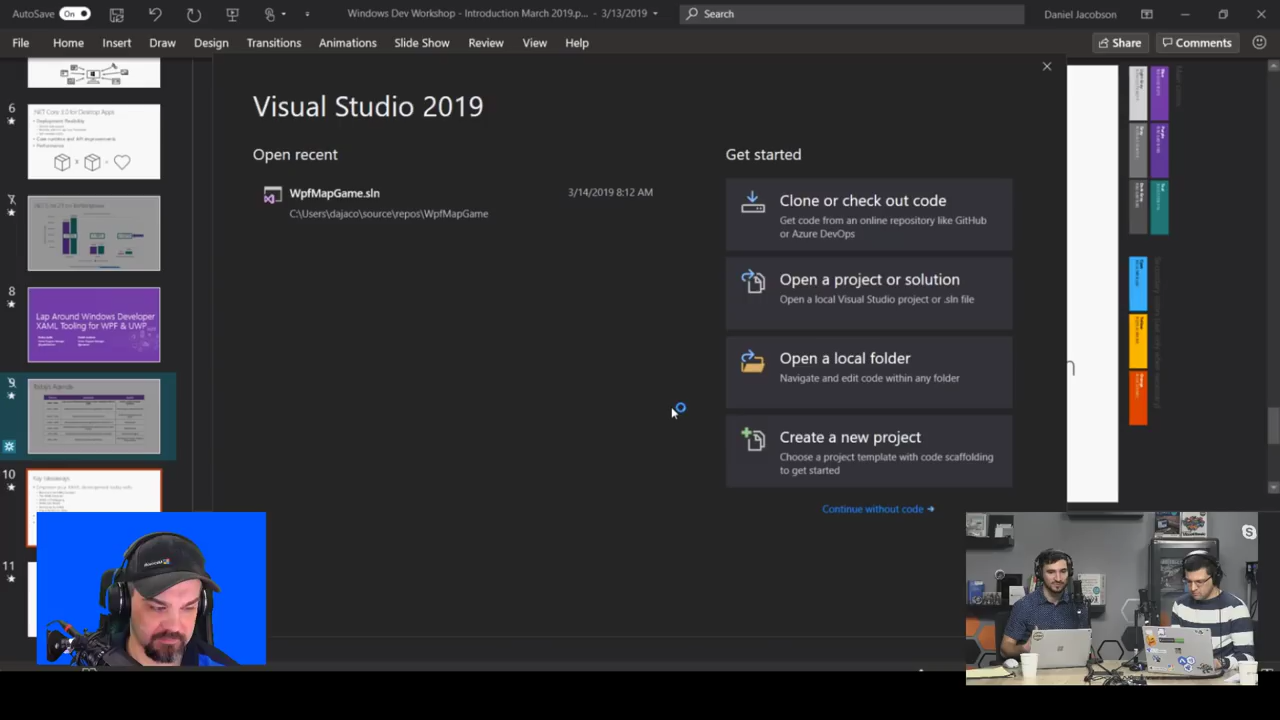 AutoSave On
Windows Dev Workshop - Introduction March 2019.p... - 3/13/2019
Search
Daniel Jacobson
File Home Insert Draw Design Transitions Animations Slide Show Review View Help
Share Comments
6
.NET Core 3.0 for Desktop Apps
7
8
Lap Around Windows Developer
XAML Tooling for WPF & UWP
9
Today's Agenda
10
Key Takeaways
11
Visual Studio 2019
Open recent
WpfMapGame.sln 3/14/2019 8:12 AM
C:\Users\dajaco\source\repos\WpfMapGame
Get started
Clone or check out code
Get code from an online repository like GitHub
or Azure DevOps
Open a project or solution
Open a local Visual Studio project or .sln file
Open a local folder
Navigate and edit code within any folder
Create a new project
Choose a project template with code scaffolding
to get started
Continue without code